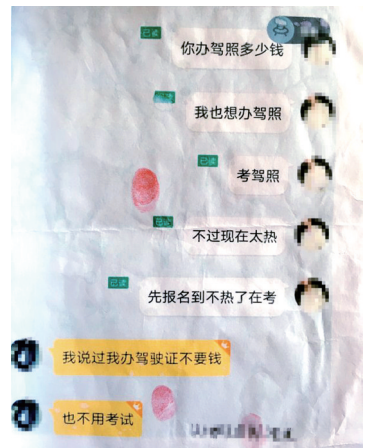 已读
你办驾照多少钱
已读
我也想办驾照
已读
考驾照
已读
不过现在太热
已读
先报名到不热了在考
我说过我办驾驶证不要钱
也不用考试